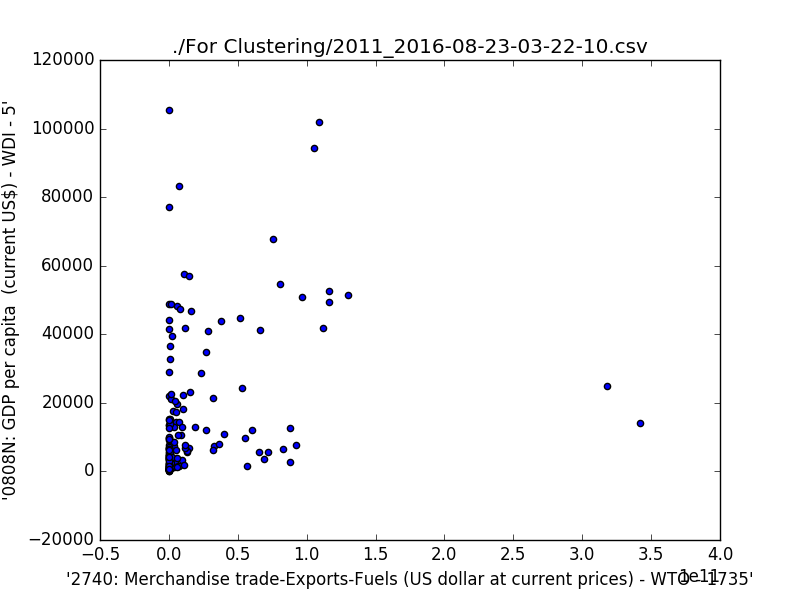 ./For Clustering/2011_2016-08-23-03-22-10.csv
120000
100000
80000
60000
40000
20000
0
−20000
'0808N: GDP per capita  (current US$) - WDI - 5'
−0.5 0.0 0.5 1.0 1.5 2.0 2.5 3.0 3.5 4.0
1e11
'2740: Merchandise trade-Exports-Fuels (US dollar at current prices) - WTO - 1735'